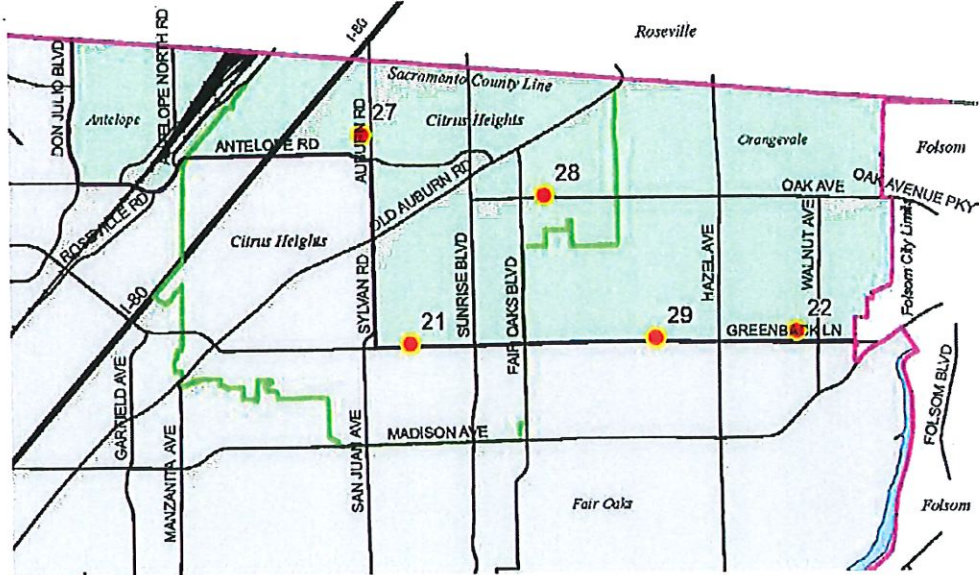 Roseville
I-80
ANTELOPE NORTH RD
DON JULIO BLVD
Sacramento County Line
AUBURN RD
27
Antelope
Citrus Heights
Orangevale
Folsom
ANTELOPE RD
28
OAK AVE
OAK AVENUE PKY
OLD AUBURN RD
ROSEVILLE RD
Citrus Heights
WALNUT AVE
HAZEL AVE
Folsom City Limits
I-80
SYLVAN RD
SUNRISE BLVD
FAIR OAKS BLVD
21
29
22
GREENBACK LN
GARFIELD AVE
MANZANITA AVE
SAN JUAN AVE
MADISON AVE
FOLSOM BLVD
Fair Oaks
Folsom